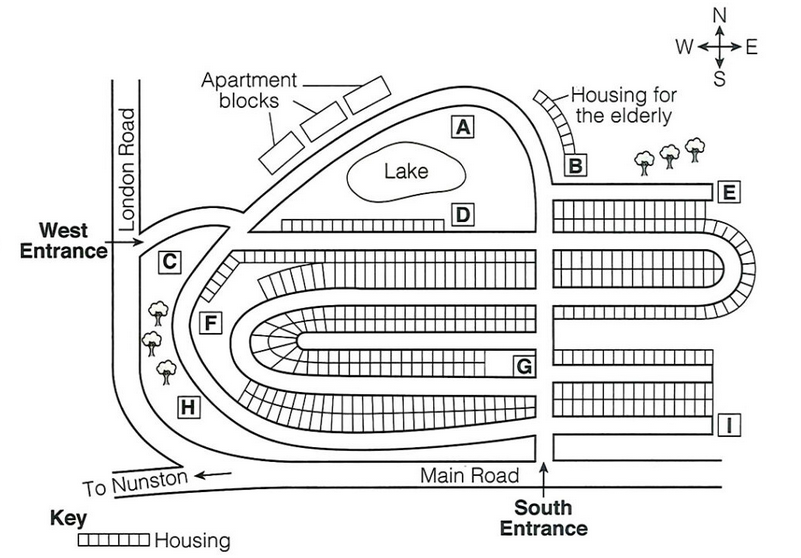 N
W E
S
Apartment
blocks
Housing for
the elderly
London Road
A
B
Lake
E
D
West
Entrance
C
F
G
H
I
Main Road
To Nunston
South
Entrance
Key
Housing